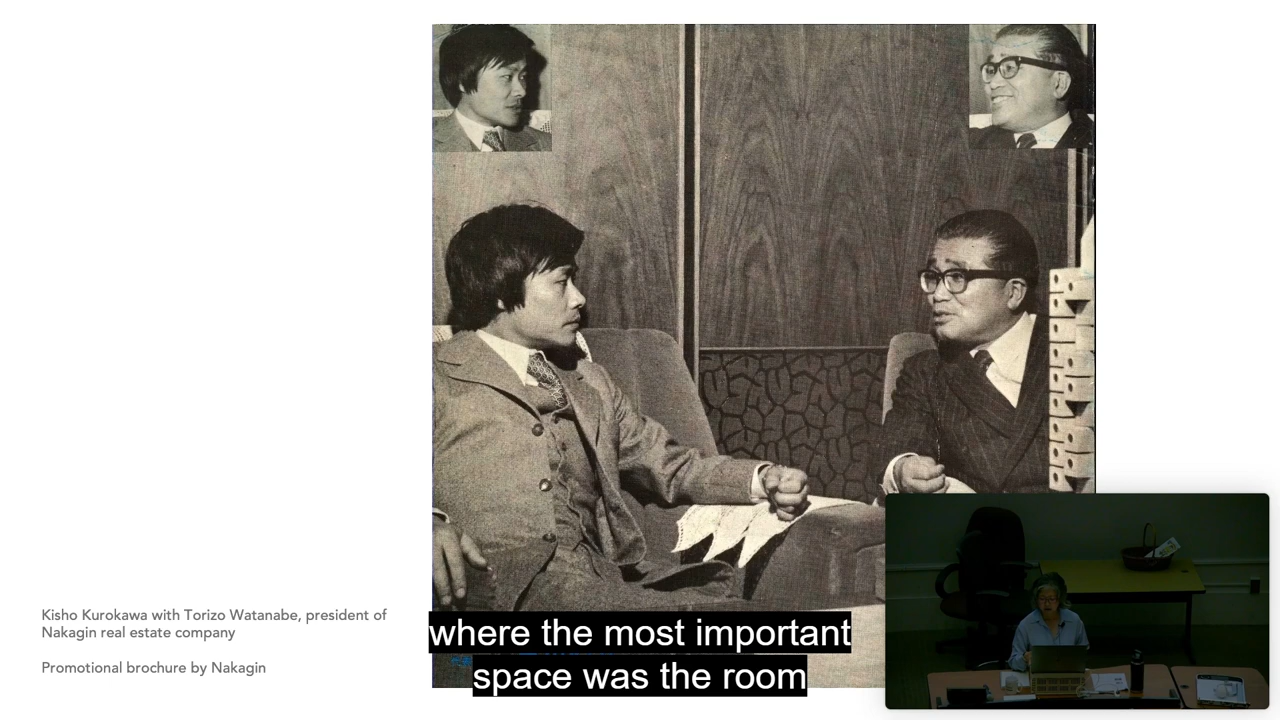 Kisho Kurokawa with Torizo Watanabe, president of
Nakagin real estate company
Promotional brochure by Nakagin
where the most important
space was the room